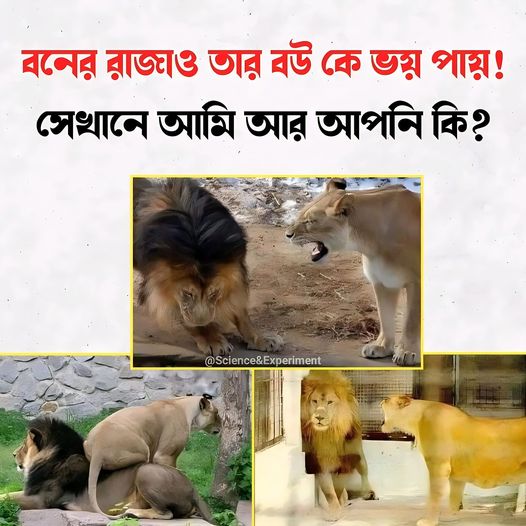 বনের রাজাও তার বউ কে ভয় পায়!
সেখানে আমি আর আপনি কি?
@Science&Experiment